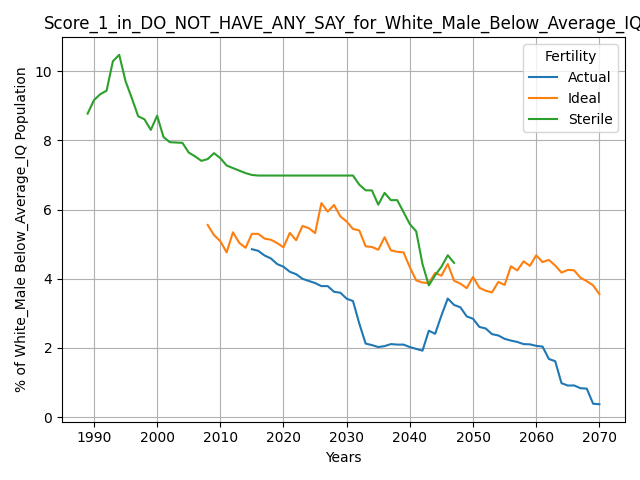 Score_1_in_DO_NOT_HAVE_ANY_SAY_for_White_Male_Below_Average_IQ
% of White_Male Below_Average_IQ Population
10
8
6
4
2
0
Fertility
Actual
Ideal
Sterile
1990 2000 2010 2020 2030 2040 2050 2060 2070
Years